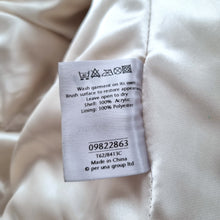 Wash garment on its own
Brush surface to restore appearance
Leave open to dry
Shell: 100% Acrylic
Lining: 100% Polyester
09822863
T62/8413C
Made in China
© per una group ltd.